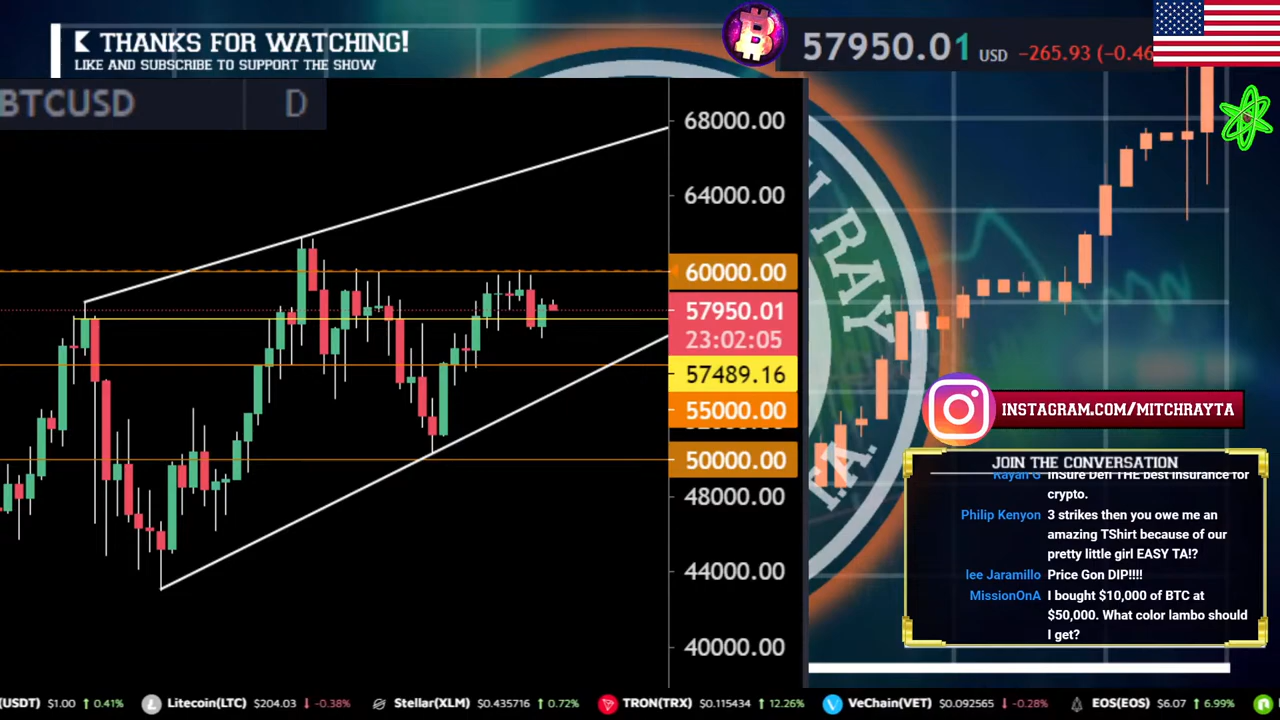 THANKS FOR WATCHING!
LIKE AND SUBSCRIBE TO SUPPORT THE SHOW
57950.01 USD -265.93 (-0.46
BTCUSD D
68000.00
64000.00
60000.00
57950.01
23:02:05
57489.16
55000.00
50000.00
48000.00
44000.00
40000.00
RAY
INSTAGRAM.COM/MITCHRAYTA
JOIN THE CONVERSATION
Rayan G InSure Defi THE best insurance for
crypto.
Philip Kenyon 3 strikes then you owe me an
amazing TShirt because of our
pretty little girl EASY TA!?
lee Jaramillo Price Gon DIP!!!!
MissionOnA I bought $10,000 of BTC at
$50,000. What color lambo should
I get?
(USDT) $1.00 ↑ 0.41% Litecoin(LTC) $204.03 ↓ -0.38% Stellar(XLM) $0.435716 ↑ 0.72% TRON(TRX) $0.115434 ↑ 12.26% VeChain(VET) $0.092565 ↓ -0.28% EOS(EOS) $6.07 ↑ 6.99%